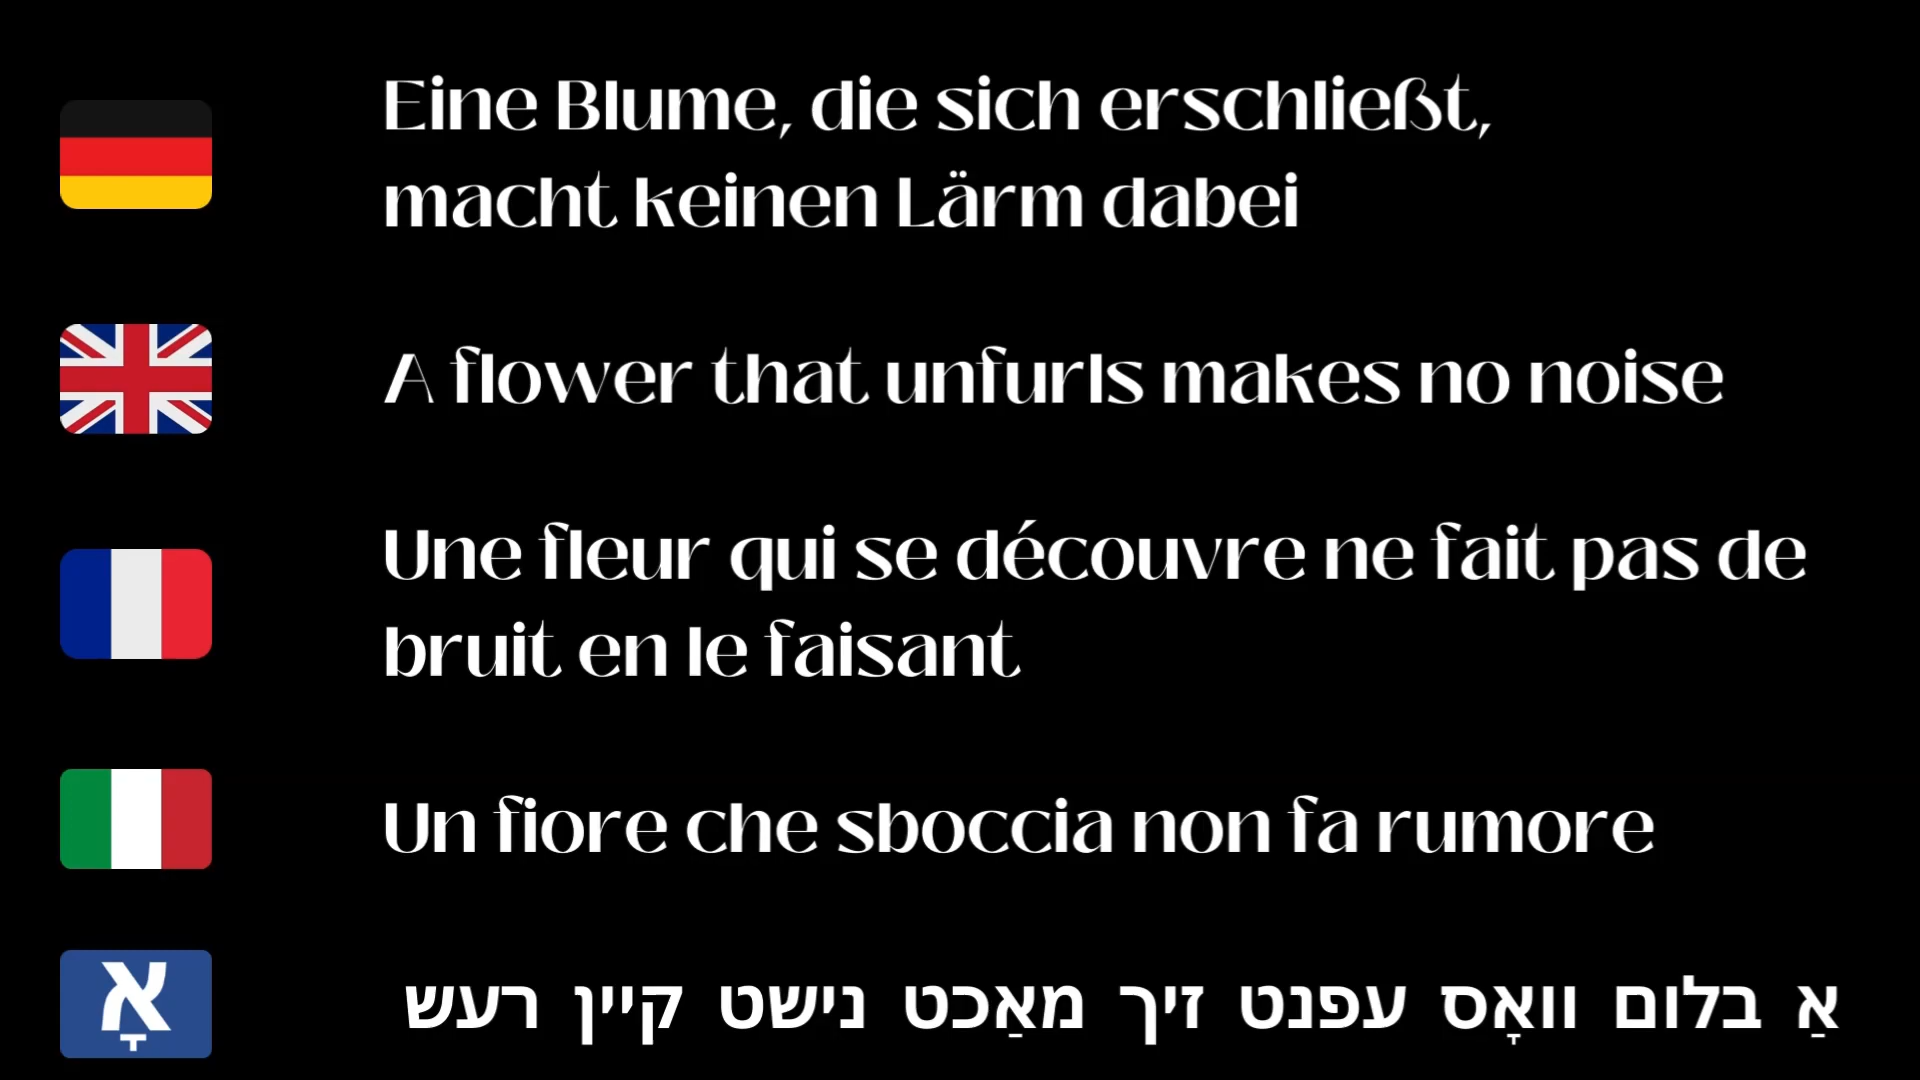 Eine Blume, die sich erschließt,
macht keinen Lärm dabei
A flower that unfurls makes no noise
Une fleur qui se découvre ne fait pas de
bruit en le faisant
Un fiore che sboccia non fa rumore
אָ
אַ בלום וואָס עפנט זיך מאַכט נישט קיין רעש